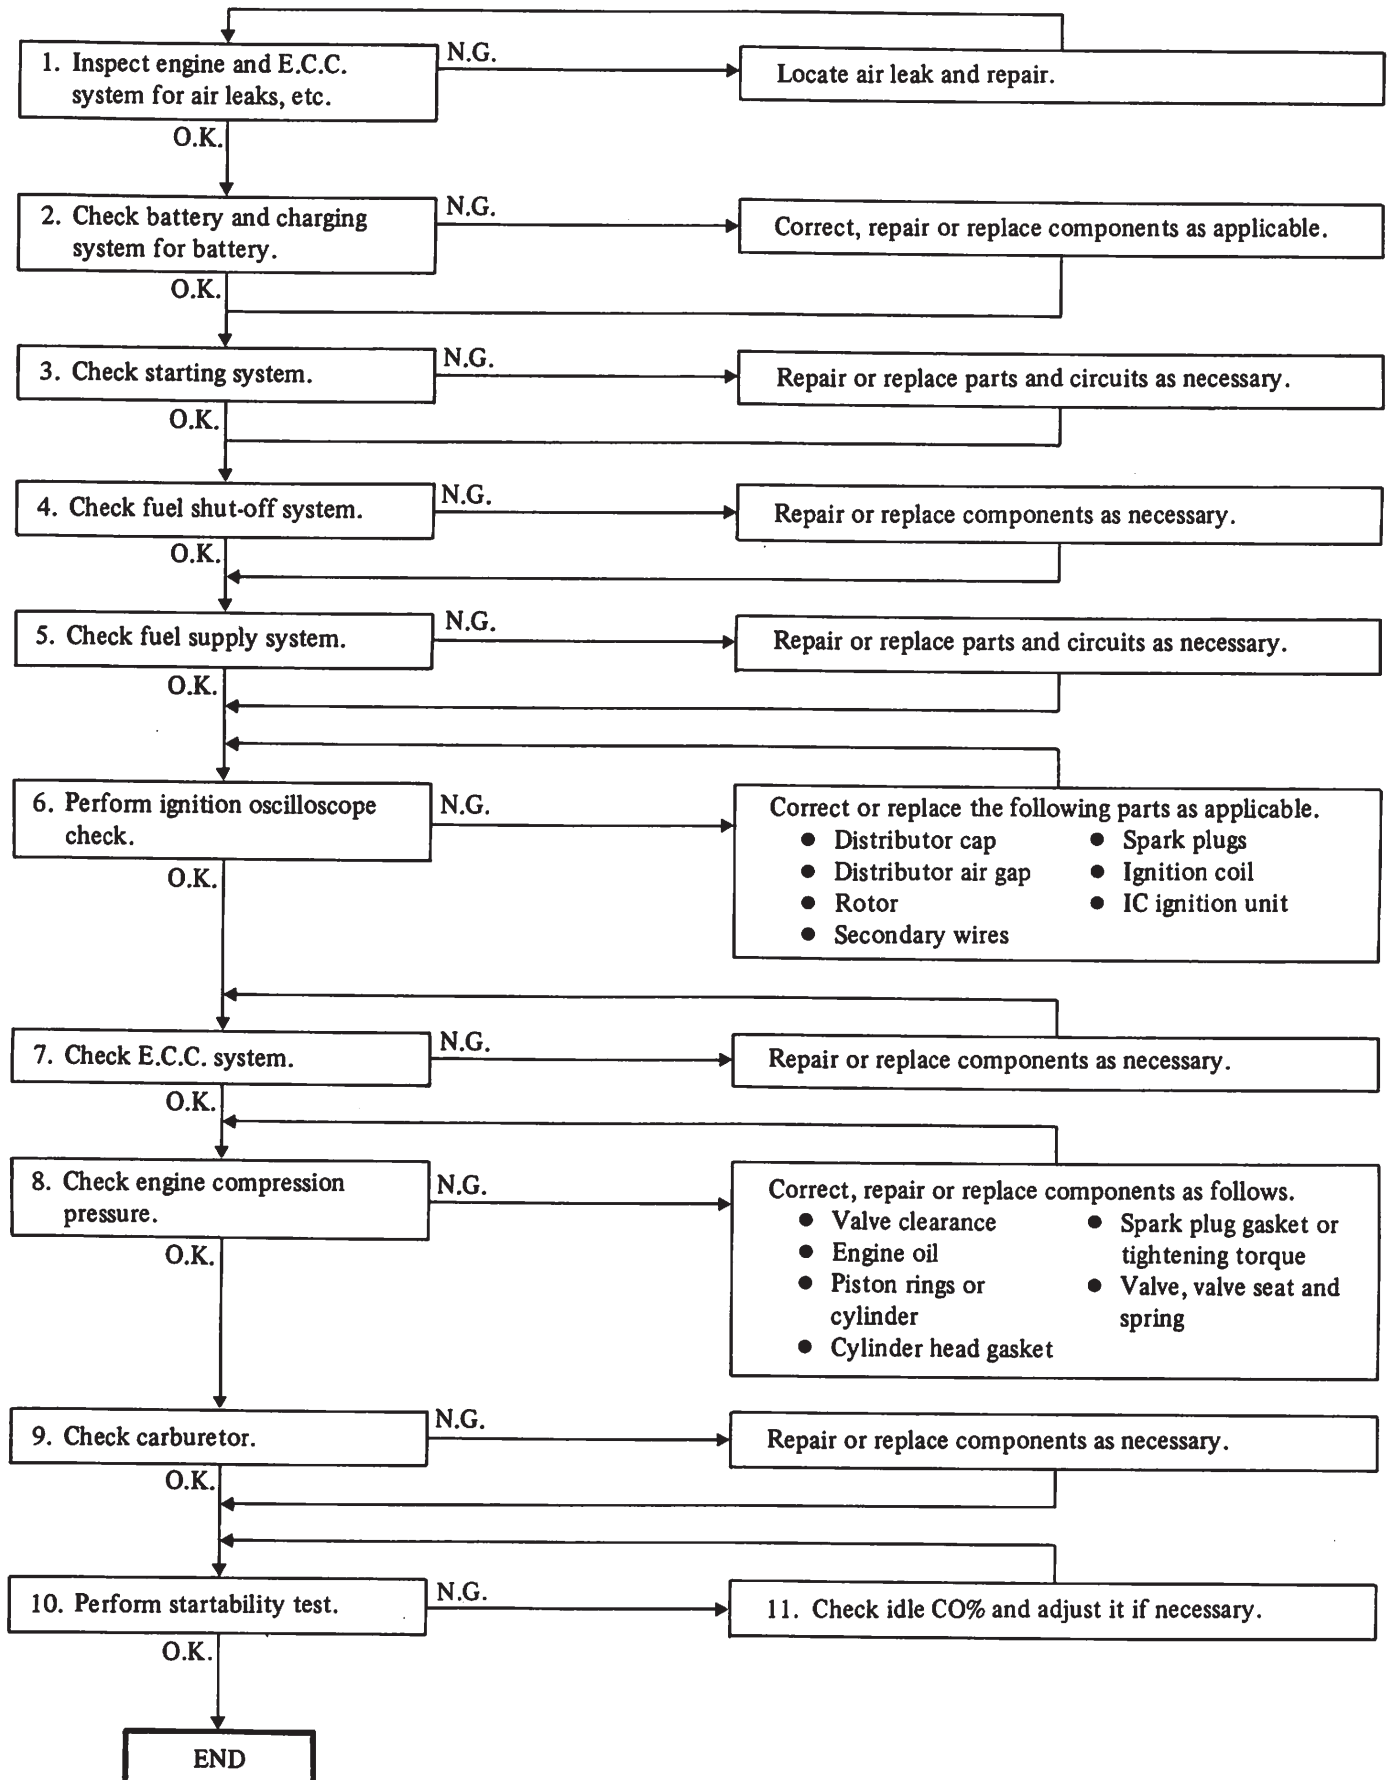 1. Inspect engine and E.C.C.
system for air leaks, etc.
N.G.
Locate air leak and repair.
O.K.
2. Check battery and charging
system for battery.
N.G.
Correct, repair or replace components as applicable.
O.K.
3. Check starting system.
N.G.
Repair or replace parts and circuits as necessary.
O.K.
4. Check fuel shut-off system.
N.G.
Repair or replace components as necessary.
O.K.
5. Check fuel supply system.
N.G.
Repair or replace parts and circuits as necessary.
O.K.
6. Perform ignition oscilloscope
check.
N.G.
Correct or replace the following parts as applicable.
● Distributor cap
● Distributor air gap
● Rotor
● Secondary wires
● Spark plugs
● Ignition coil
● IC ignition unit
O.K.
7. Check E.C.C. system.
N.G.
Repair or replace components as necessary.
O.K.
8. Check engine compression
pressure.
N.G.
Correct, repair or replace components as follows.
● Valve clearance
● Engine oil
● Piston rings or
cylinder
● Cylinder head gasket
● Spark plug gasket or
tightening torque
● Valve, valve seat and
spring
O.K.
9. Check carburetor.
N.G.
Repair or replace components as necessary.
O.K.
10. Perform startability test.
N.G.
11. Check idle CO% and adjust it if necessary.
O.K.
END